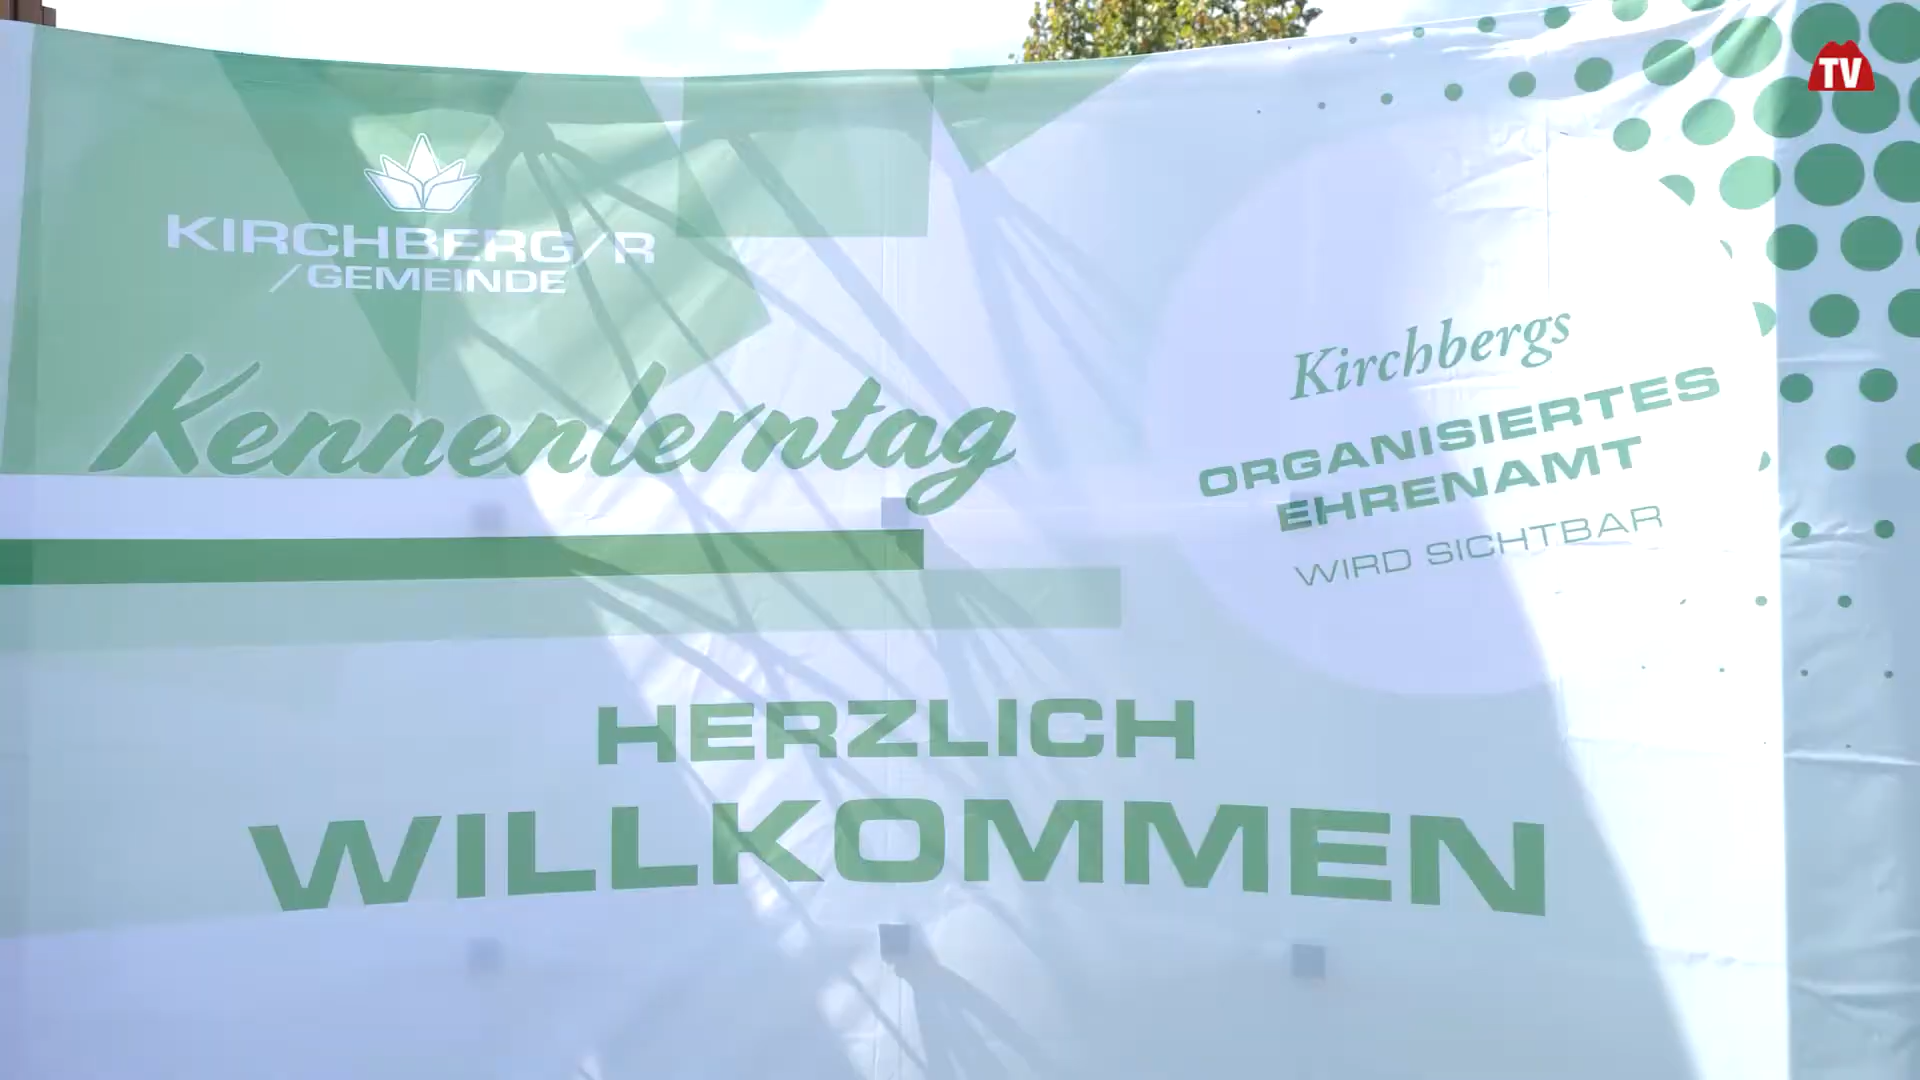 TV
KIRCHBERG/R
/GEMEINDE
Kennenlerntag
Kirchbergs
ORGANISIERTES
EHRENAMT
WIRD SICHTBAR
HERZLICH
WILLKOMMEN